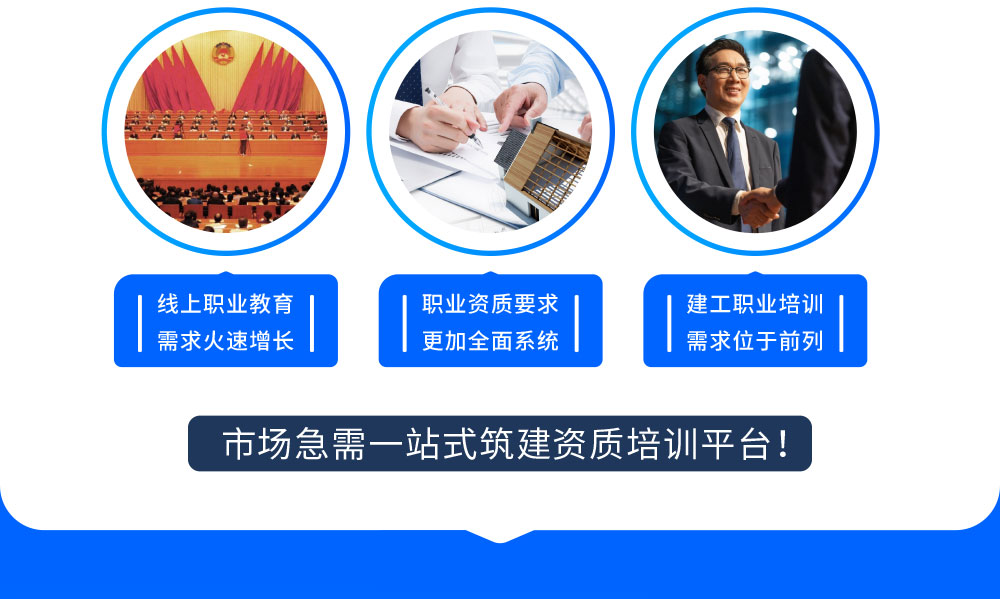 线上职业教育
需求火速增长
职业资质要求
更加全面系统
建工职业培训
需求位于前列
市场急需一站式筑建资质培训平台！